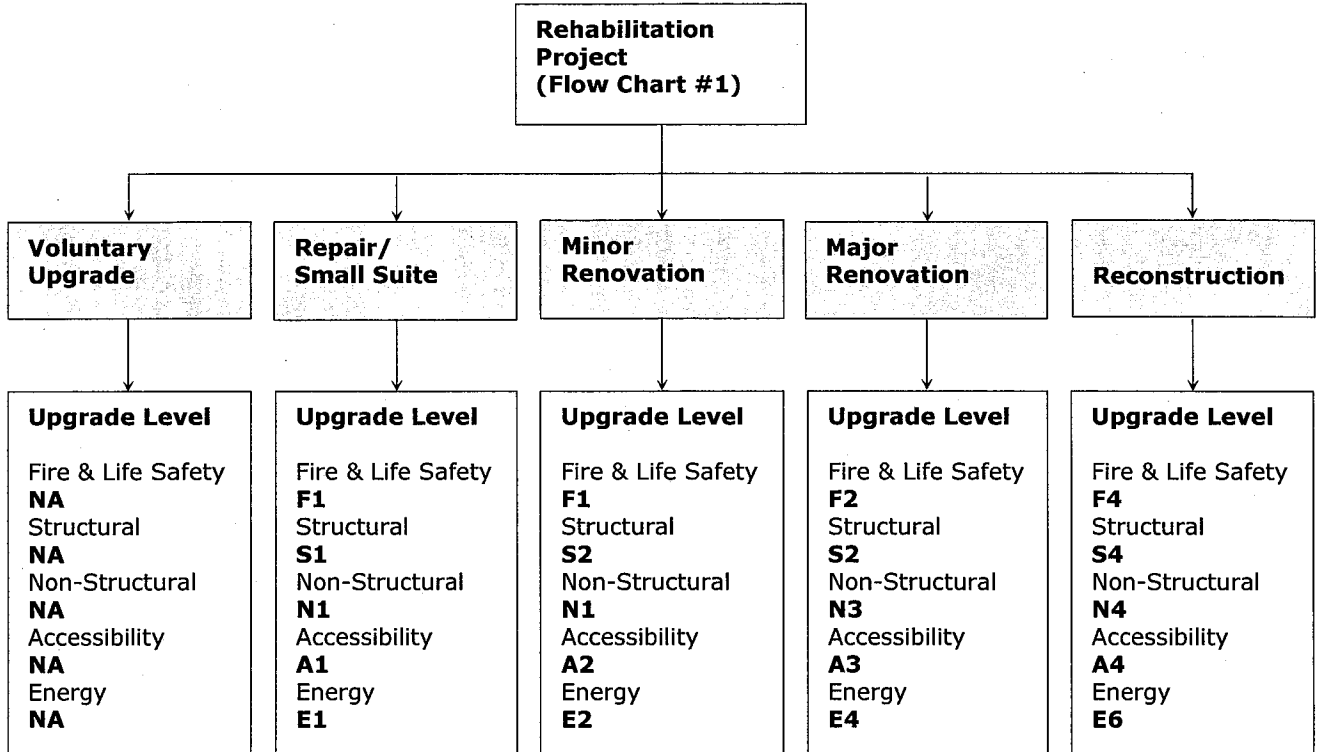 Rehabilitation
Project
(Flow Chart #1)
Voluntary
Upgrade
Repair/
Small Suite
Minor
Renovation
Major
Renovation
Reconstruction
Upgrade Level
Fire & Life Safety
NA
Structural
NA
Non-Structural
NA
Accessibility
NA
Energy
NA
Upgrade Level
Fire & Life Safety
F1
Structural
S1
Non-Structural
N1
Accessibility
A1
Energy
E1
Upgrade Level
Fire & Life Safety
F1
Structural
S2
Non-Structural
N1
Accessibility
A2
Energy
E2
Upgrade Level
Fire & Life Safety
F2
Structural
S2
Non-Structural
N3
Accessibility
A3
Energy
E4
Upgrade Level
Fire & Life Safety
F4
Structural
S4
Non-Structural
N4
Accessibility
A4
Energy
E6